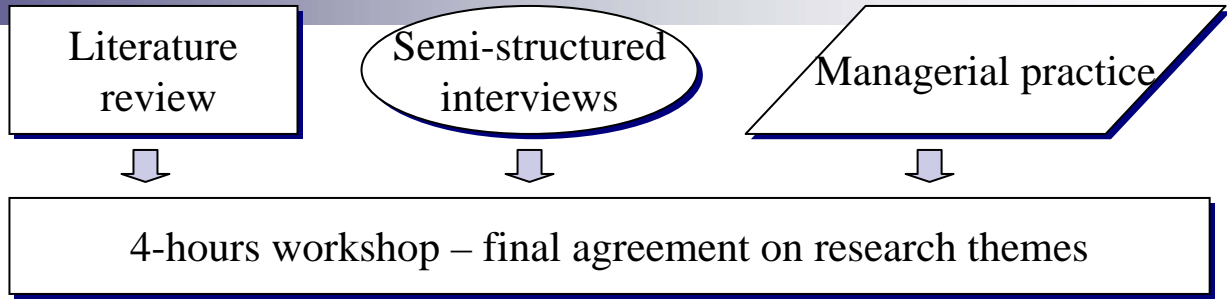 Literature
review
Semi-structured
interviews
Managerial practice
4-hours workshop – final agreement on research themes